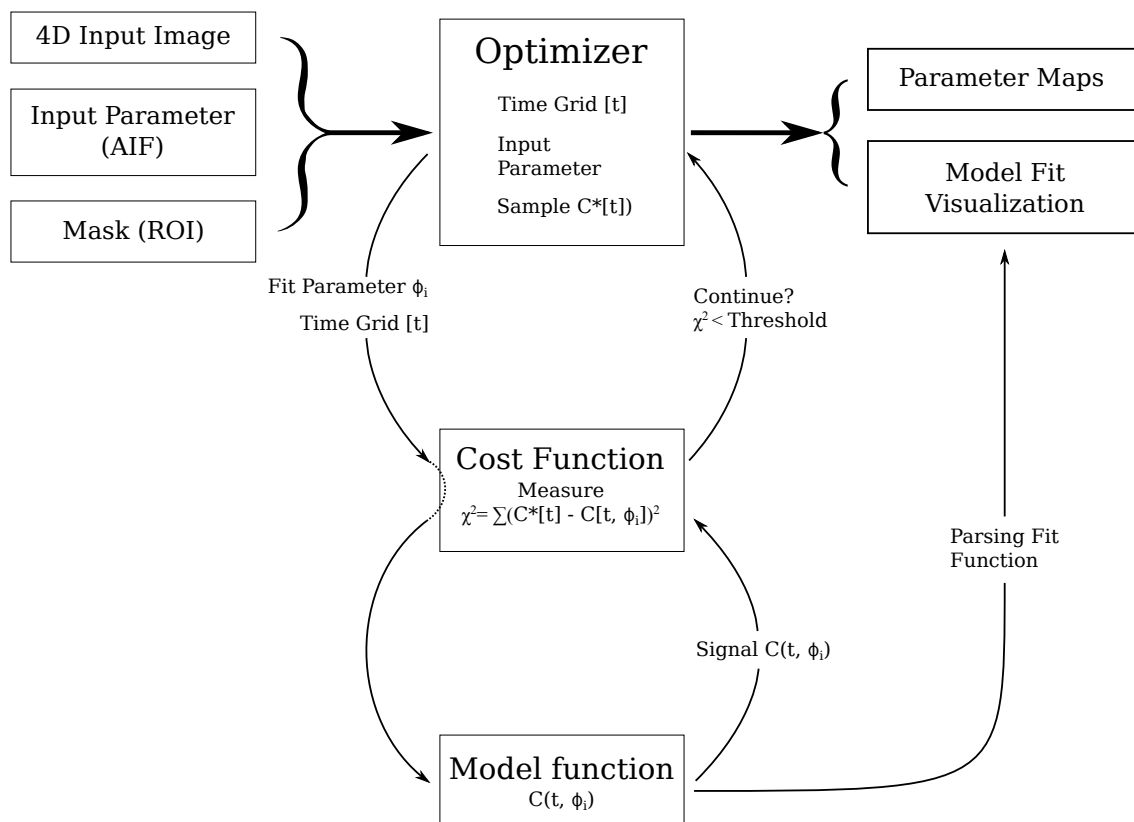 4D Input Image
Input Parameter
(AIF)
Mask (ROI)
Optimizer
Time Grid [t]
Input
Parameter
Sample C*[t])
Parameter Maps
Model Fit
Visualization
Fit Parameter ϕᵢ
Time Grid [t]
Continue?
χ² < Threshold
Cost Function
Measure
χ²= ∑(C*[t] - C[t, ϕᵢ])²
Parsing Fit
Function
Signal C(t, ϕᵢ)
Model function
C(t, ϕᵢ)